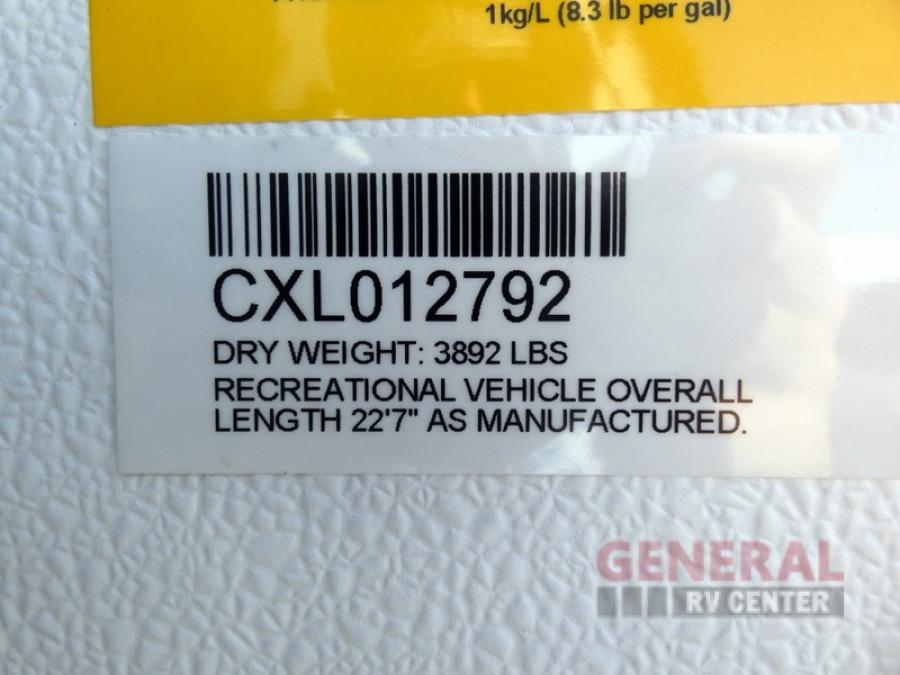 1kg/L (8.3 lb per gal)
CXL012792
DRY WEIGHT: 3892 LBS
RECREATIONAL VEHICLE OVERALL
LENGTH 22'7" AS MANUFACTURED.
GENERAL
RV CENTER